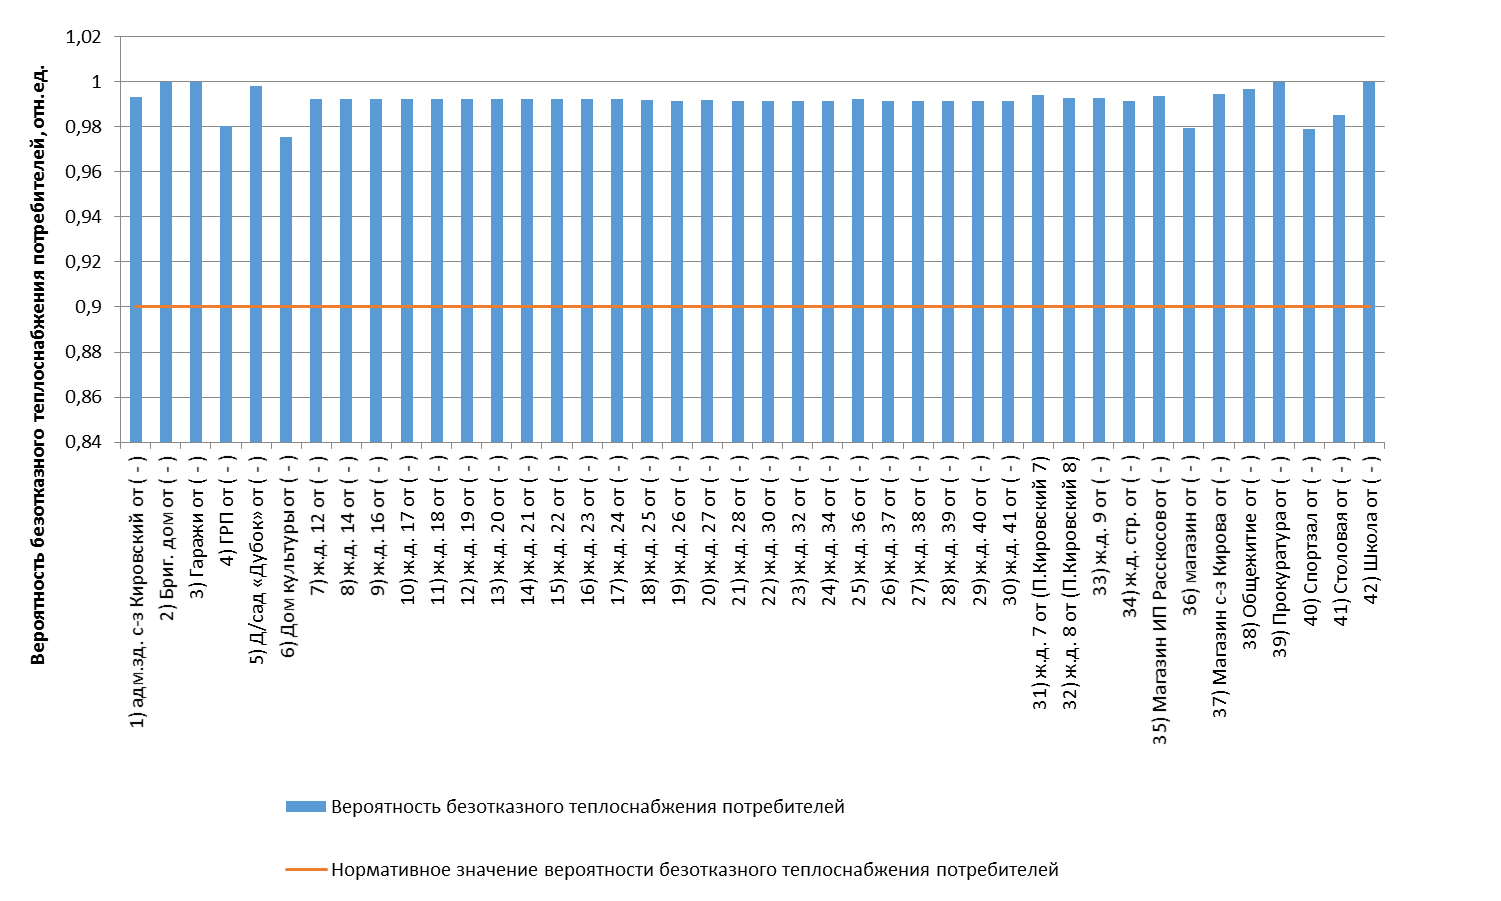 Вероятность безотказного теплоснабжения потребителей, отн.ед.
1,02
1
0,98
0,96
0,94
0,92
0,9
0,88
0,86
0,84
1) адм.зд. с-з Кировский от ( - )
2) Бриг. дом от ( - )
3) Гаражи от ( - )
4) ГРП от ( - )
5) Д/сад «Дубок» от ( - )
6) Дом культуры от ( - )
7) ж.д. 12 от ( - )
8) ж.д. 14 от ( - )
9) ж.д. 16 от ( - )
10) ж.д. 17 от ( - )
11) ж.д. 18 от ( - )
12) ж.д. 19 от ( - )
13) ж.д. 20 от ( - )
14) ж.д. 21 от ( - )
15) ж.д. 22 от ( - )
16) ж.д. 23 от ( - )
17) ж.д. 24 от ( - )
18) ж.д. 25 от ( - )
19) ж.д. 26 от ( - )
20) ж.д. 27 от ( - )
21) ж.д. 28 от ( - )
22) ж.д. 30 от ( - )
23) ж.д. 32 от ( - )
24) ж.д. 34 от ( - )
25) ж.д. 36 от ( - )
26) ж.д. 37 от ( - )
27) ж.д. 38 от ( - )
28) ж.д. 39 от ( - )
29) ж.д. 40 от ( - )
30) ж.д. 41 от ( - )
31) ж.д. 7 от (П.Кировский 7)
32) ж.д. 8 от (П.Кировский 8)
33) ж.д. 9 от ( - )
34) ж.д. стр. от ( - )
35) Магазин ИП Расскосов от ( - )
36) магазин от ( - )
37) Магазин с-з Кирова от ( - )
38) Общежитие от ( - )
39) Прокуратура от ( - )
40) Спортзал от ( - )
41) Столовая от ( - )
42) Школа от ( - )
Вероятность безотказного теплоснабжения потребителей
Нормативное значение вероятности безотказного теплоснабжения потребителей